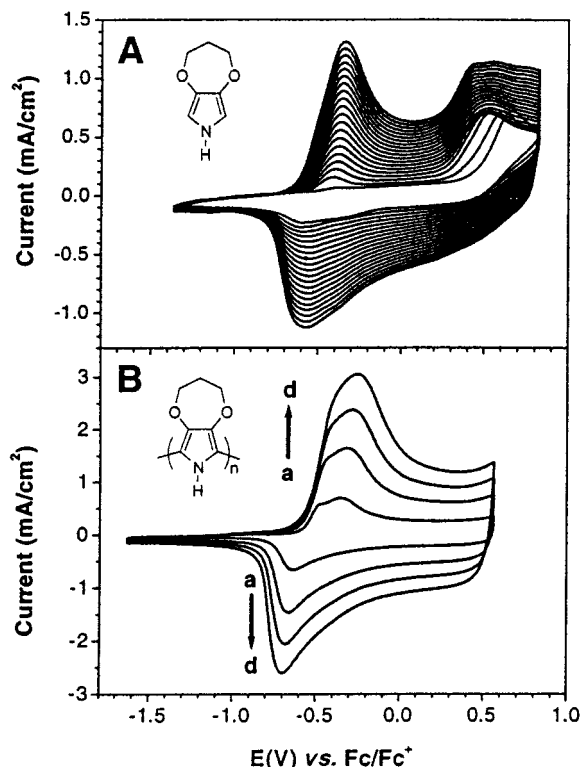 A
O O
N
H
Current (mA/cm²)
1.5
1.0
0.5
0.0
-0.5
-1.0
B
O O
( )n
N
H
d
a
a
d
Current (mA/cm²)
3
2
1
0
-1
-2
-3
-1.5 -1.0 -0.5 0.0 0.5 1.0
E(V) vs. Fc/Fc⁺